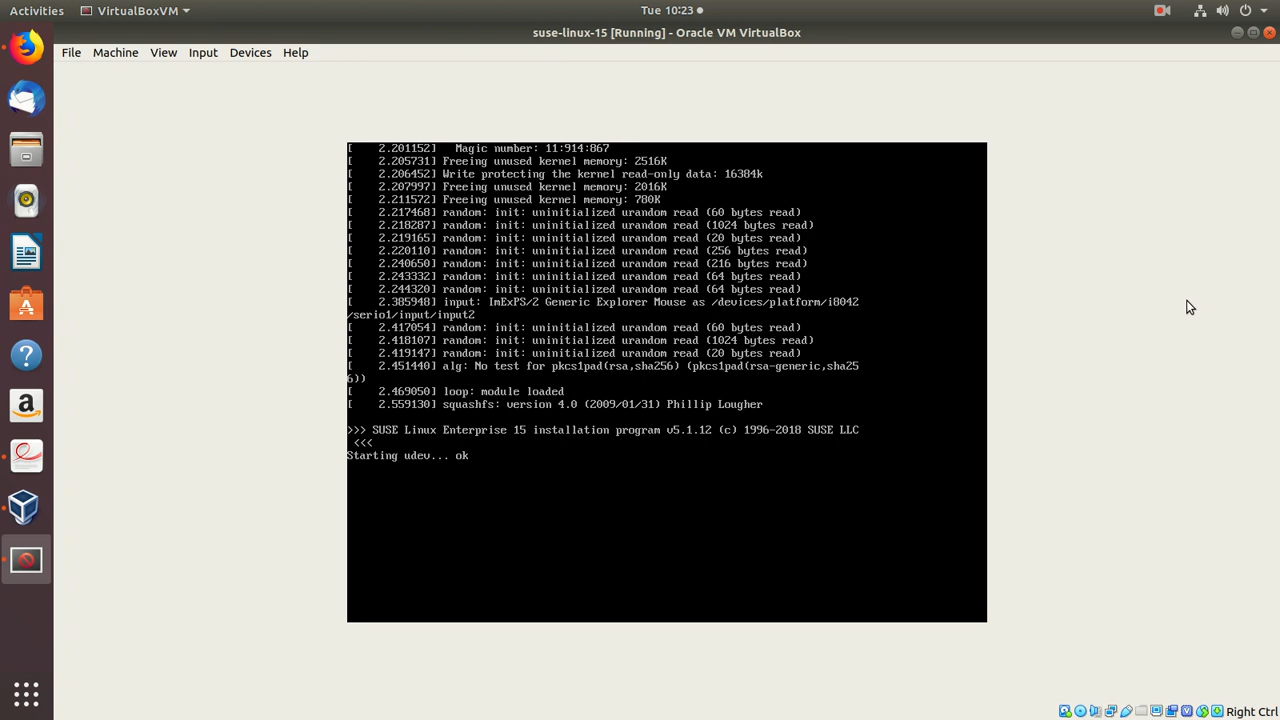 Activities
VirtualBoxVM
Tue 10:23
suse-linux-15 [Running] - Oracle VM VirtualBox
File Machine View Input Devices Help
[    2.201152]   Magic number: 11:914:867
[    2.205731] Freeing unused kernel memory: 2516K
[    2.206452] Write protecting the kernel read-only data: 16384k
[    2.207997] Freeing unused kernel memory: 2016K
[    2.211572] Freeing unused kernel memory: 780K
[    2.217468] random: init: uninitialized urandom read (60 bytes read)
[    2.218287] random: init: uninitialized urandom read (1024 bytes read)
[    2.219165] random: init: uninitialized urandom read (20 bytes read)
[    2.220110] random: init: uninitialized urandom read (256 bytes read)
[    2.240650] random: init: uninitialized urandom read (216 bytes read)
[    2.243332] random: init: uninitialized urandom read (64 bytes read)
[    2.244320] random: init: uninitialized urandom read (64 bytes read)
[    2.385948] input: ImExPS/2 Generic Explorer Mouse as /devices/platform/i8042
/serio1/input/input2
[    2.417054] random: init: uninitialized urandom read (60 bytes read)
[    2.418107] random: init: uninitialized urandom read (1024 bytes read)
[    2.419147] random: init: uninitialized urandom read (20 bytes read)
[    2.451440] alg: No test for pkcs1pad(rsa,sha256) (pkcs1pad(rsa-generic,sha25
6))
[    2.469050] loop: module loaded
[    2.559130] squashfs: version 4.0 (2009/01/31) Phillip Lougher
>>> SUSE Linux Enterprise 15 installation program v5.1.12 (c) 1996-2018 SUSE LLC
<<<
Starting udev... ok
Right Ctrl